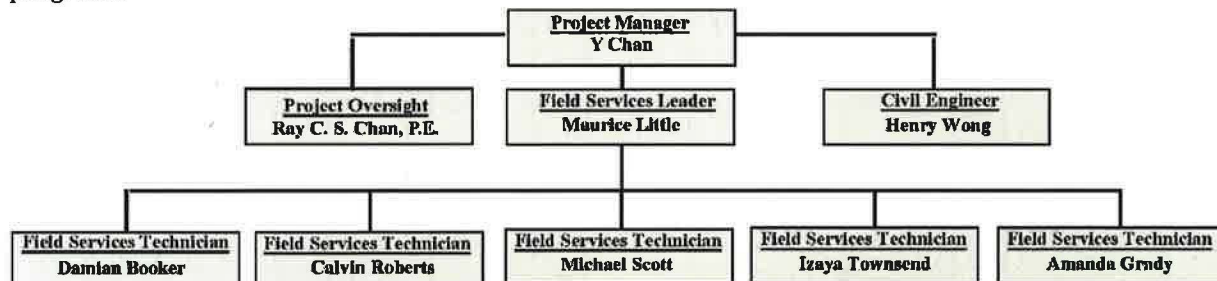 Project Manager
Y Chan
Project Oversight
Ray C. S. Chan, P.E.
Field Services Leader
Maurice Little
Civil Engineer
Henry Wong
Field Services Technician
Damian Booker
Field Services Technician
Calvin Roberts
Field Services Technician
Michael Scott
Field Services Technician
Izaya Townsend
Field Services Technician
Amanda Grady